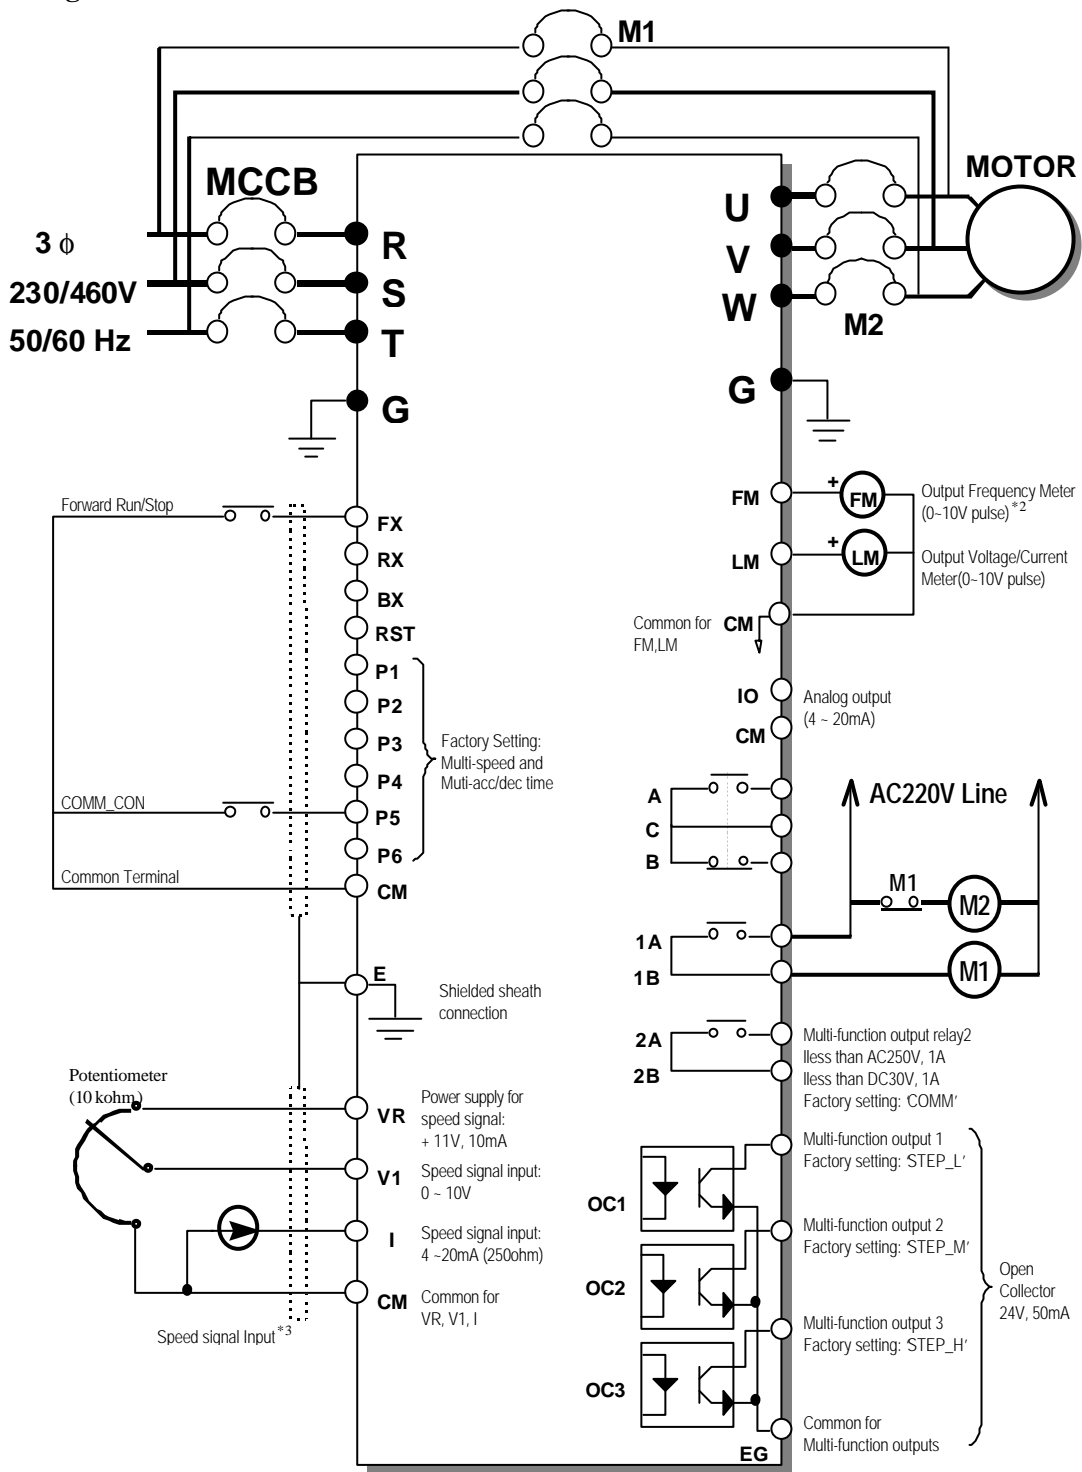 M1
MCCB
MOTOR
3 ϕ
230/460V
50/60 Hz
R
S
T
G
U
V
W
M2
G
Forward Run/Stop
FX
RX
BX
RST
P1
P2
P3
P4
P5
P6
CM
Factory Setting:
Multi-speed and
Muti-acc/dec time
COMM_CON
Common Terminal
E
Shielded sheath
connection
Potentiometer
(10 kohm)
VR
Power supply for
speed signal:
+ 11V, 10mA
V1
Speed signal input:
0 ~ 10V
I
Speed signal input:
4 ~20mA (250ohm)
CM
Common for
VR, V1, I
Speed signal Input*3
FM
+
FM
Output Frequency Meter
(0~10V pulse)*2
LM
+
LM
Output Voltage/Current
Meter(0~10V pulse)
Common for
FM,LM
CM
IO
CM
Analog output
(4 ~ 20mA)
A
C
B
AC220V Line
M1
M2
M1
1A
1B
2A
2B
Multi-function output relay2
lless than AC250V, 1A
lless than DC30V, 1A
Factory setting: ‘COMM’
OC1
Multi-function output 1
Factory setting: ‘STEP_L’
OC2
Multi-function output 2
Factory setting: ‘STEP_M’
OC3
Multi-function output 3
Factory setting: ‘STEP_H’
Open
Collector
24V, 50mA
EG
Common for
Multi-function outputs